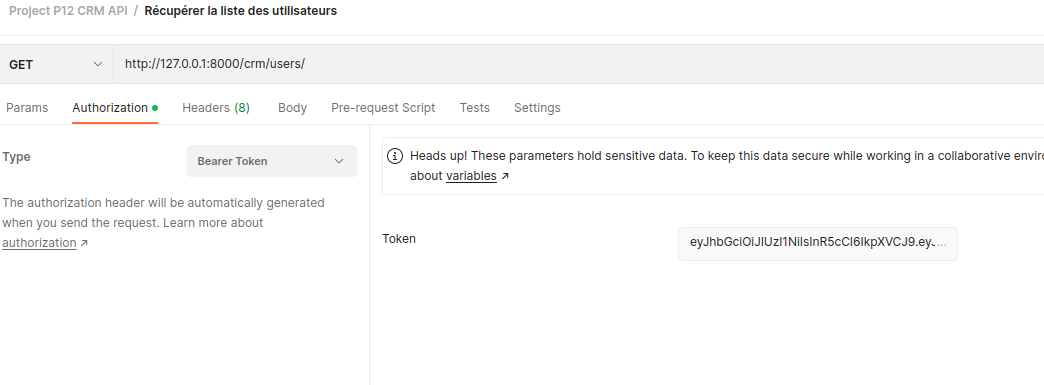 Project P12 CRM API / Récupérer la liste des utilisateurs
GET http://127.0.0.1:8000/crm/users/
Params Authorization Headers (8) Body Pre-request Script Tests Settings
Type Bearer Token
The authorization header will be automatically generated
when you send the request. Learn more about
authorization ↗
Heads up! These parameters hold sensitive data. To keep this data secure while working in a collaborative enviro
about variables ↗
Token eyJhbGciOiJIUzI1NiIsInR5cCI6IkpXVCJ9.ey...